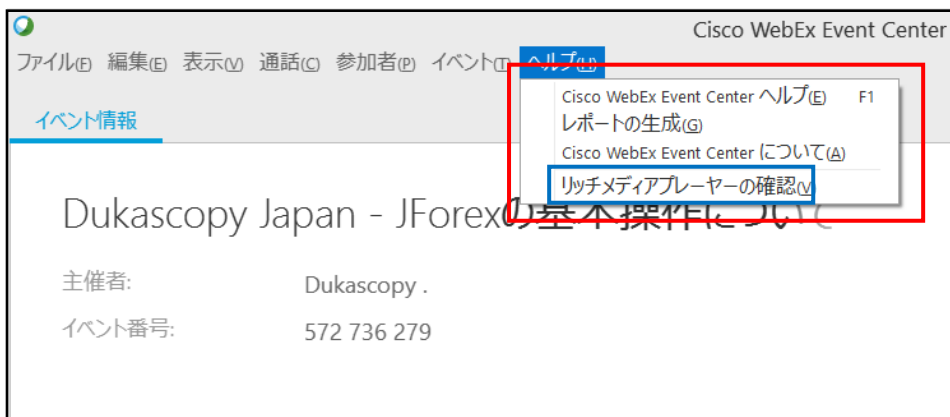 Cisco WebEx Event Center
ファイル(F) 編集(E) 表示(V) 通話(C) 参加者(P) イベント(T) ヘルプ(H)
Cisco WebEx Event Center ヘルプ(E) F1
イベント情報
レポートの生成(G)
Cisco WebEx Event Center について(A)
リッチメディアプレーヤーの確認(V)
Dukascopy Japan - JForexの基本操作について
主催者: Dukascopy .
イベント番号: 572 736 279